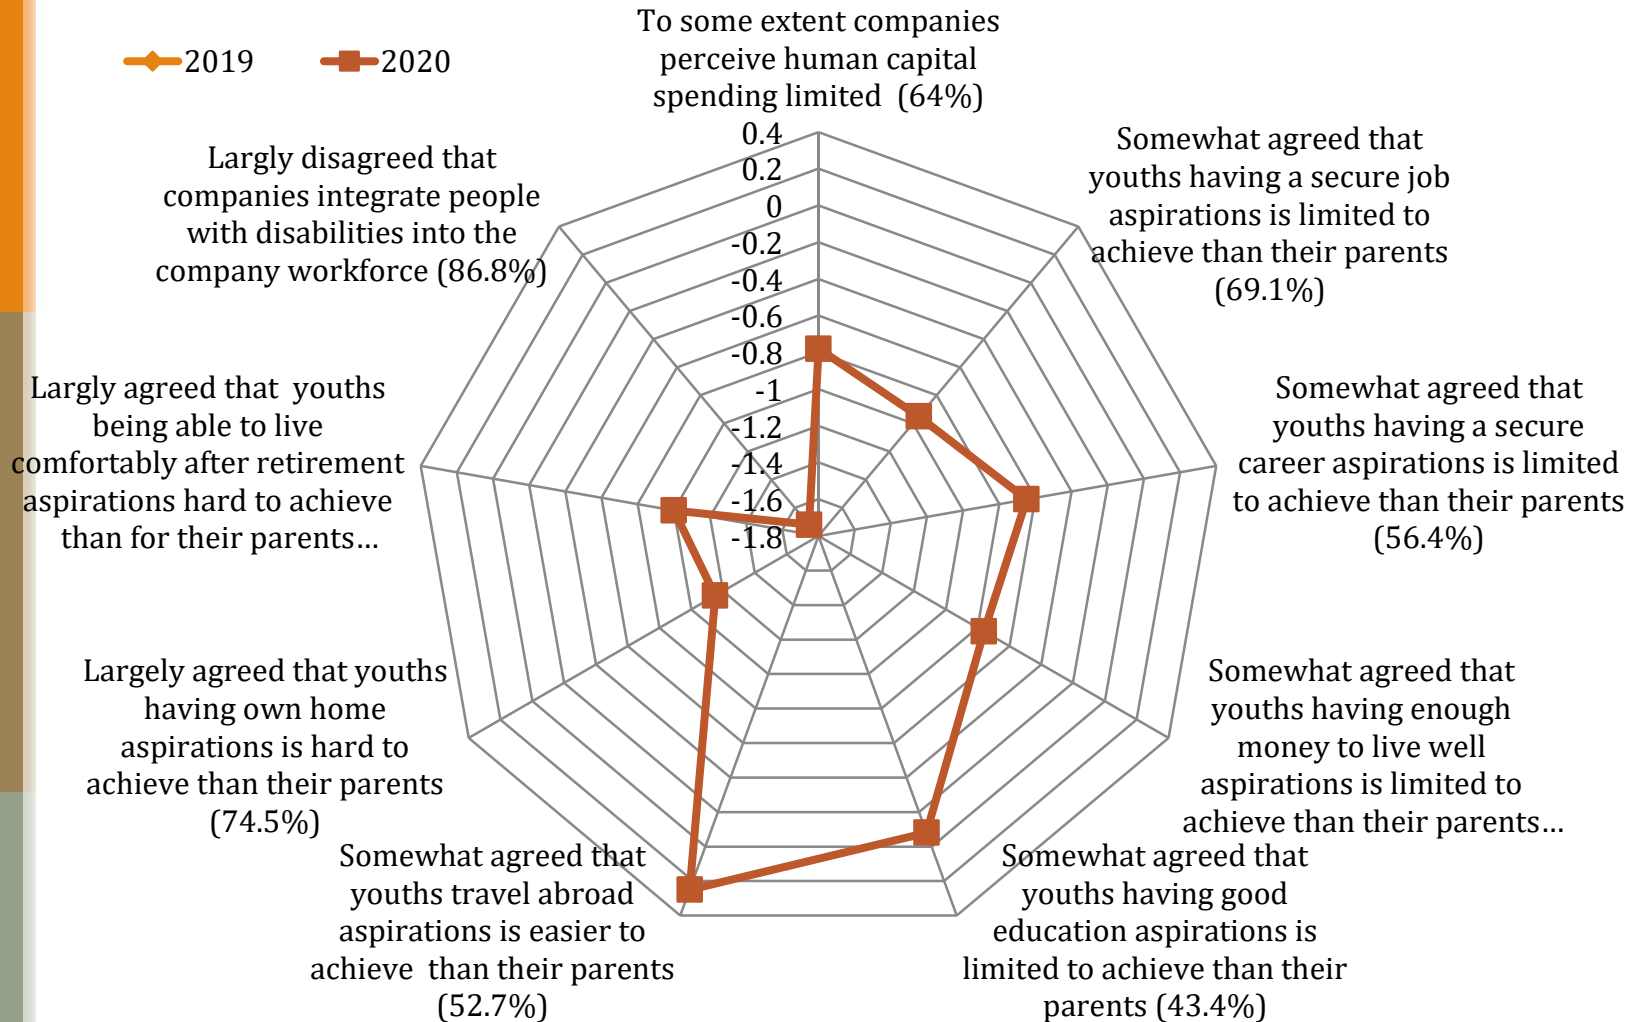 2019
2020
To some extent companies
perceive human capital
spending limited (64%)
Somewhat agreed that
youths having a secure job
aspirations is limited to
achieve than their parents
(69.1%)
Somewhat agreed that
youths having a secure
career aspirations is limited
to achieve than their parents
(56.4%)
Somewhat agreed that
youths having enough
money to live well
aspirations is limited to
achieve than their parents…
Somewhat agreed that
youths having good
education aspirations is
limited to achieve than their
parents (43.4%)
Somewhat agreed that
youths travel abroad
aspirations is easier to
achieve than their parents
(52.7%)
Largely agreed that youths
having own home
aspirations is hard to
achieve than their parents
(74.5%)
Largly agreed that youths
being able to live
comfortably after retirement
aspirations hard to achieve
than for their parents…
Largly disagreed that
companies integrate people
with disabilities into the
company workforce (86.8%)
0.4
0.2
0
-0.2
-0.4
-0.6
-0.8
-1
-1.2
-1.4
-1.6
-1.8